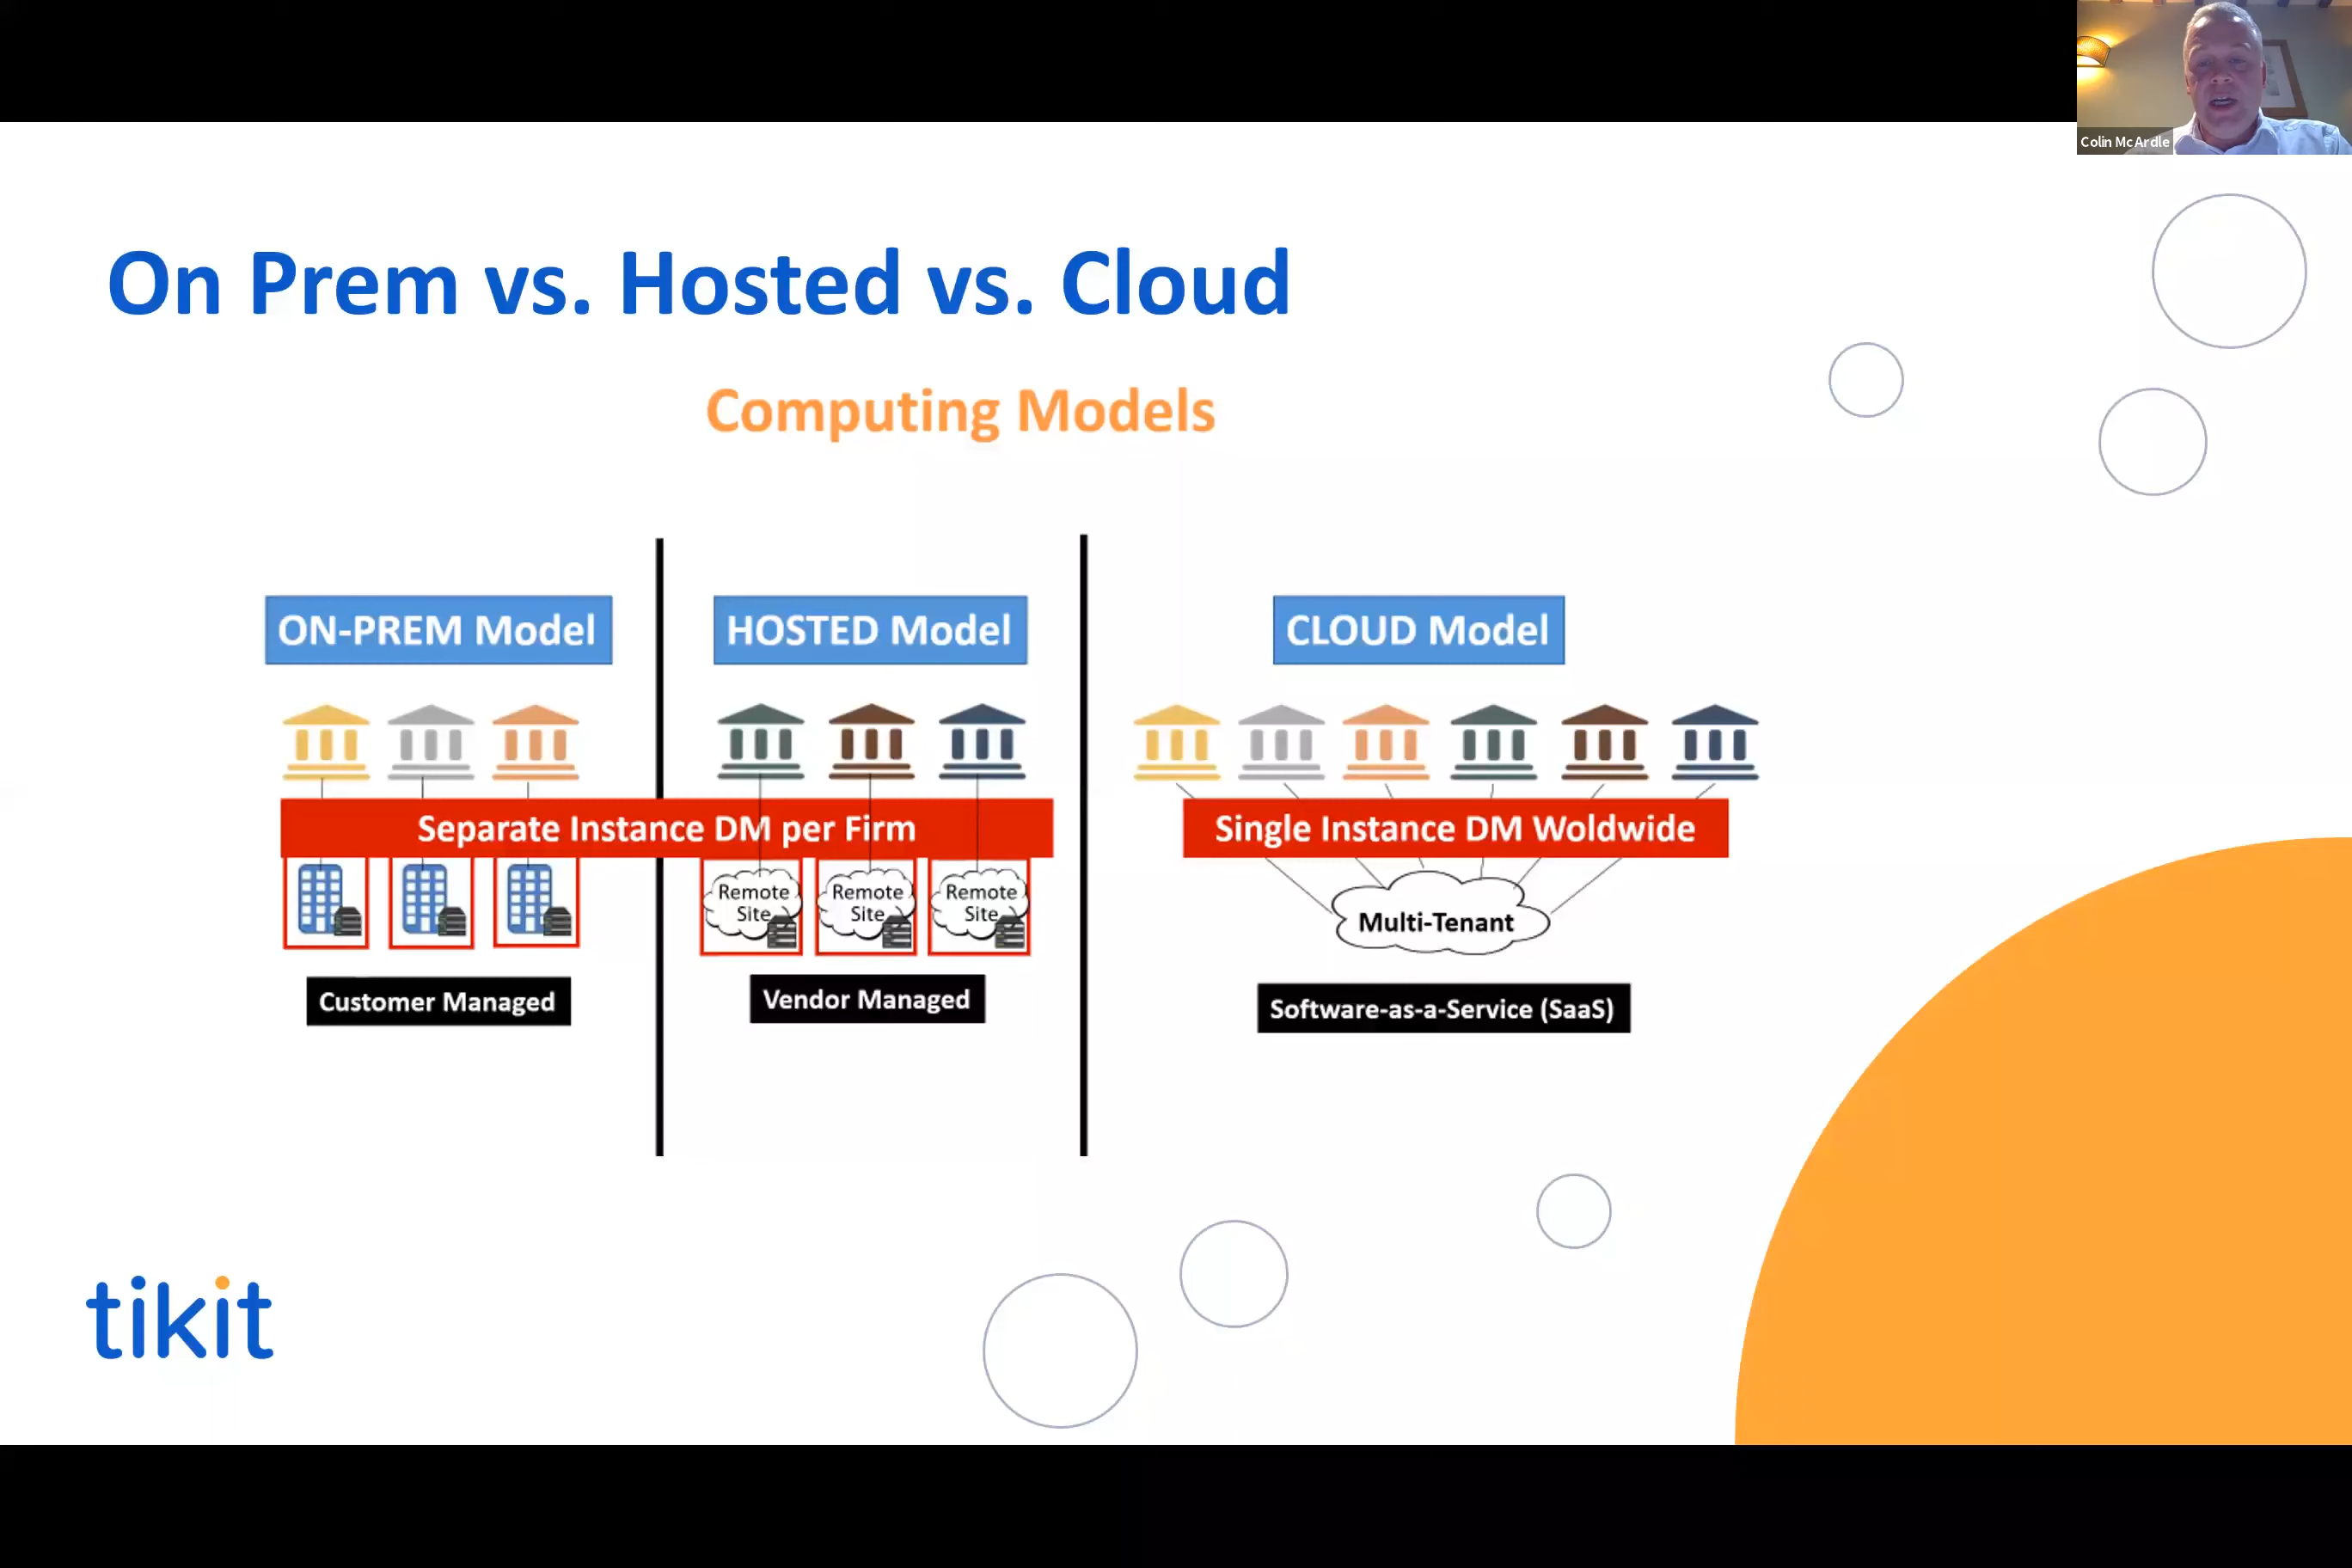 Colin McArdle
On Prem vs. Hosted vs. Cloud
Computing Models
ON-PREM Model
HOSTED Model
CLOUD Model
Separate Instance DM per Firm
Single Instance DM Woldwide
Remote
Site
Remote
Site
Remote
Site
Multi-Tenant
Customer Managed
Vendor Managed
Software-as-a-Service (SaaS)
tikit